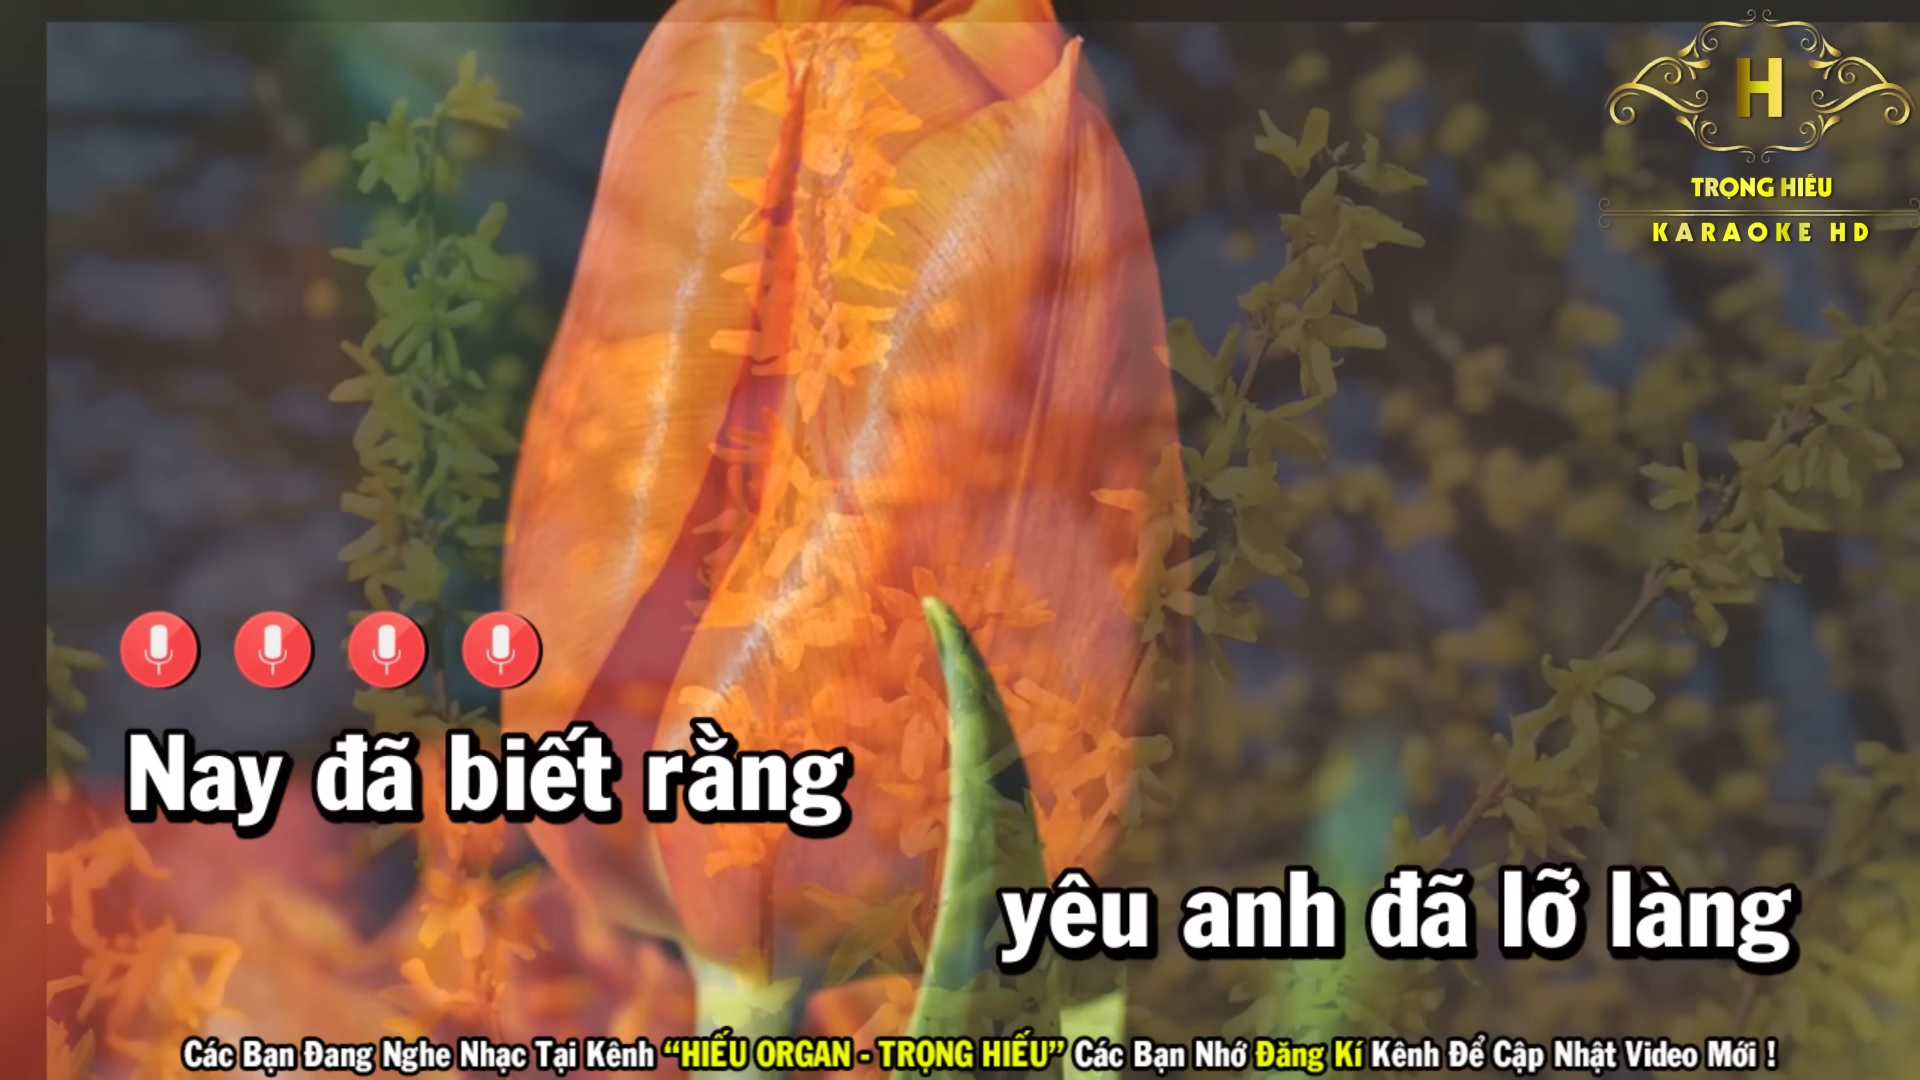 H
TRỌNG HIẾU
KARAOKE HD
Nay đã biết rằng
yêu anh đã lỡ làng
Các Bạn Đang Nghe Nhạc Tại Kênh “HIẾU ORGAN - TRỌNG HIẾU” Các Bạn Nhớ Đăng Kí Kênh Để Cập Nhật Video Mới !